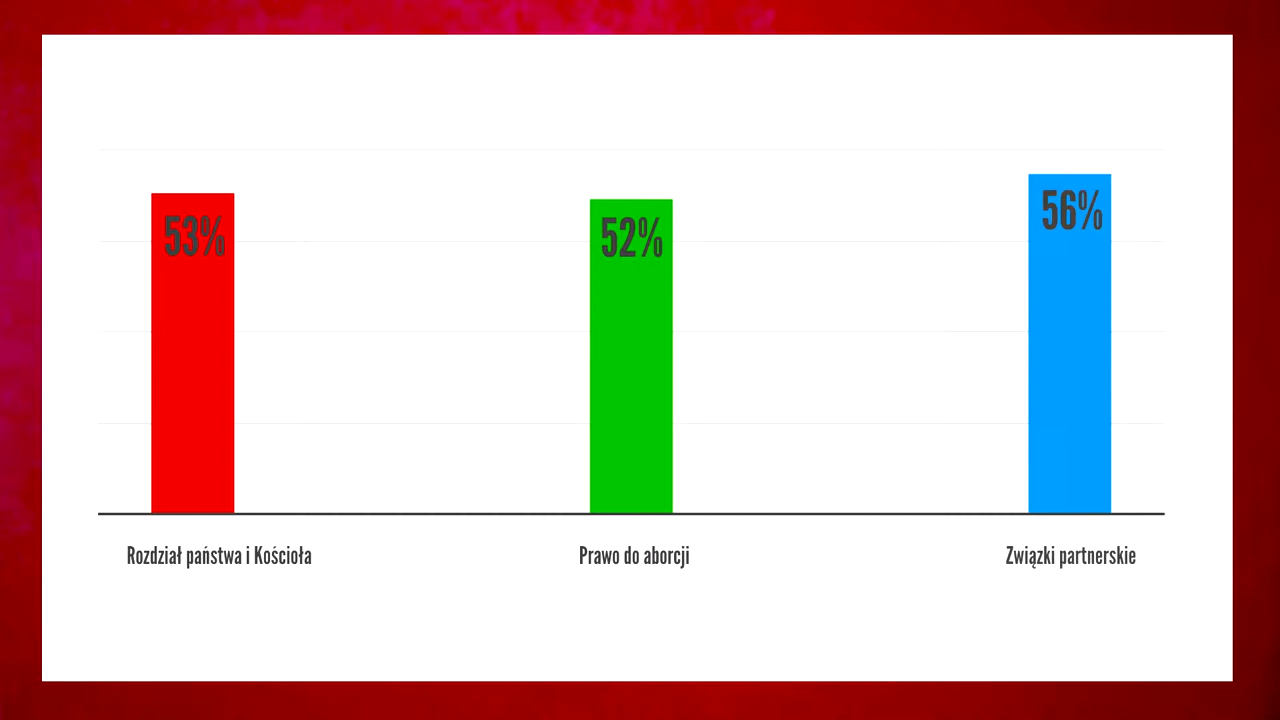 53%
52%
56%
Rozdział państwa i Kościoła
Prawo do aborcji
Związki partnerskie